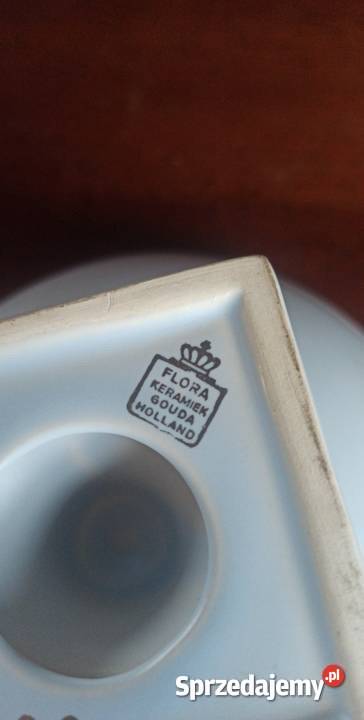 FLORA
KERAMIEK
GOUDA
HOLLAND
Sprzedajemy.pl